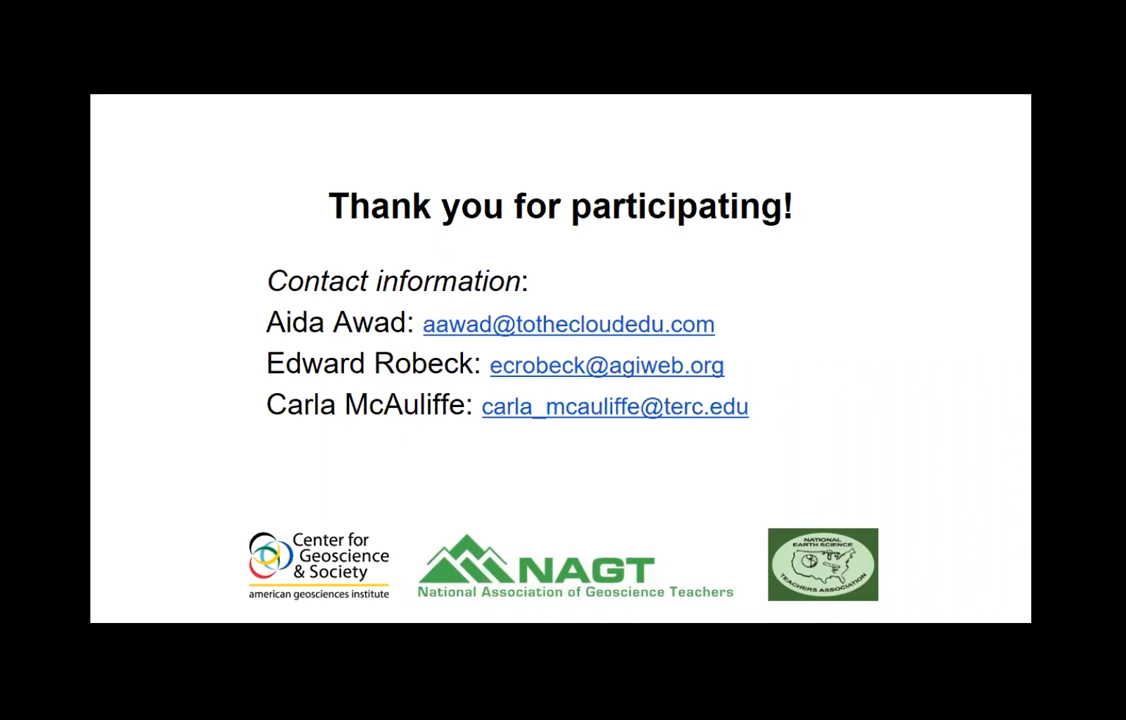 Thank you for participating!
Contact information:
Aida Awad: aawad@tothecloudedu.com
Edward Robeck: ecrobeck@agiweb.org
Carla McAuliffe: carla_mcauliffe@terc.edu
Center for
Geoscience
& Society
american geosciences institute
NAGT
National Association of Geoscience Teachers
NATIONAL
EARTH SCIENCE
TEACHERS ASSOCIATION